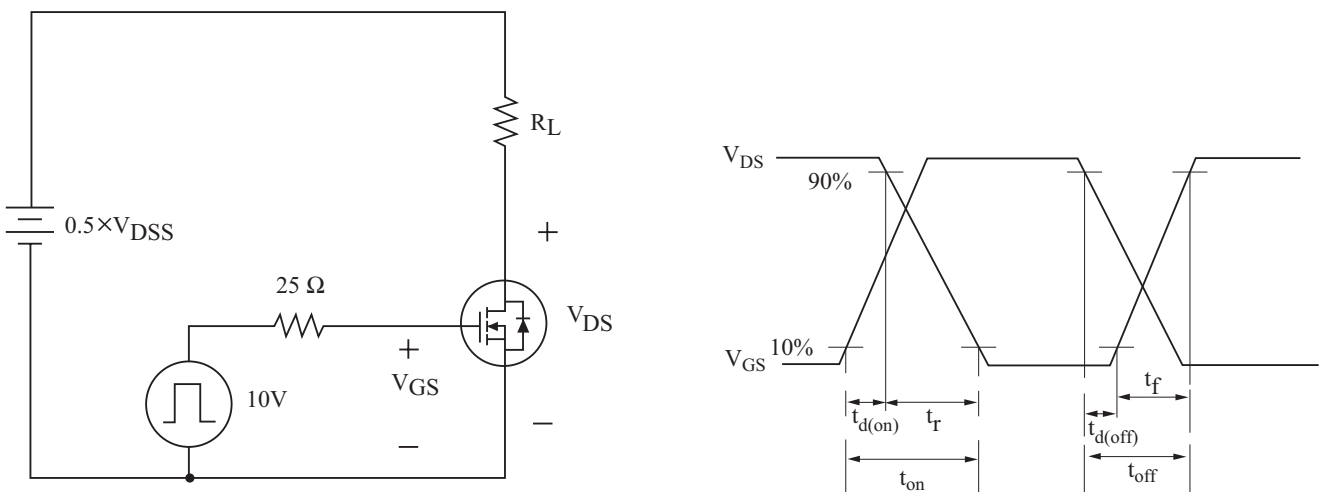 R_L
0.5×V_DSS
+
25 Ω
V_DS
+
V_GS
10V
−
−
V_DS
90%
V_GS 10%
t_d(on)
t_r
t_f
t_d(off)
t_on
t_off